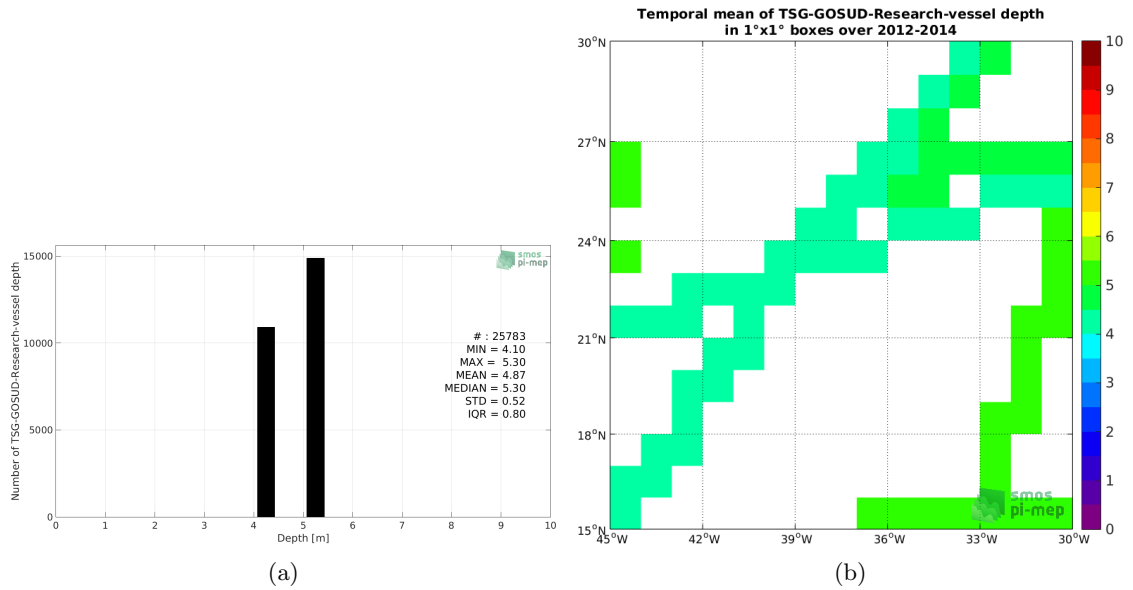 Temporal mean of TSG-GOSUD-Research-vessel depth
in 1°x1° boxes over 2012-2014
Number of TSG-GOSUD-Research-vessel depth
15000
10000
5000
0
0 1 2 3 4 5 6 7 8 9 10
Depth [m]
smos
pi-mep
# : 25783
MIN = 4.10
MAX = 5.30
MEAN = 4.87
MEDIAN = 5.30
STD = 0.52
IQR = 0.80
(a)
30°N
27°N
24°N
21°N
18°N
15°N
45°W 42°W 39°W 36°W 33°W 30°W
smos
pi-mep
10
9
8
7
6
5
4
3
2
1
0
(b)